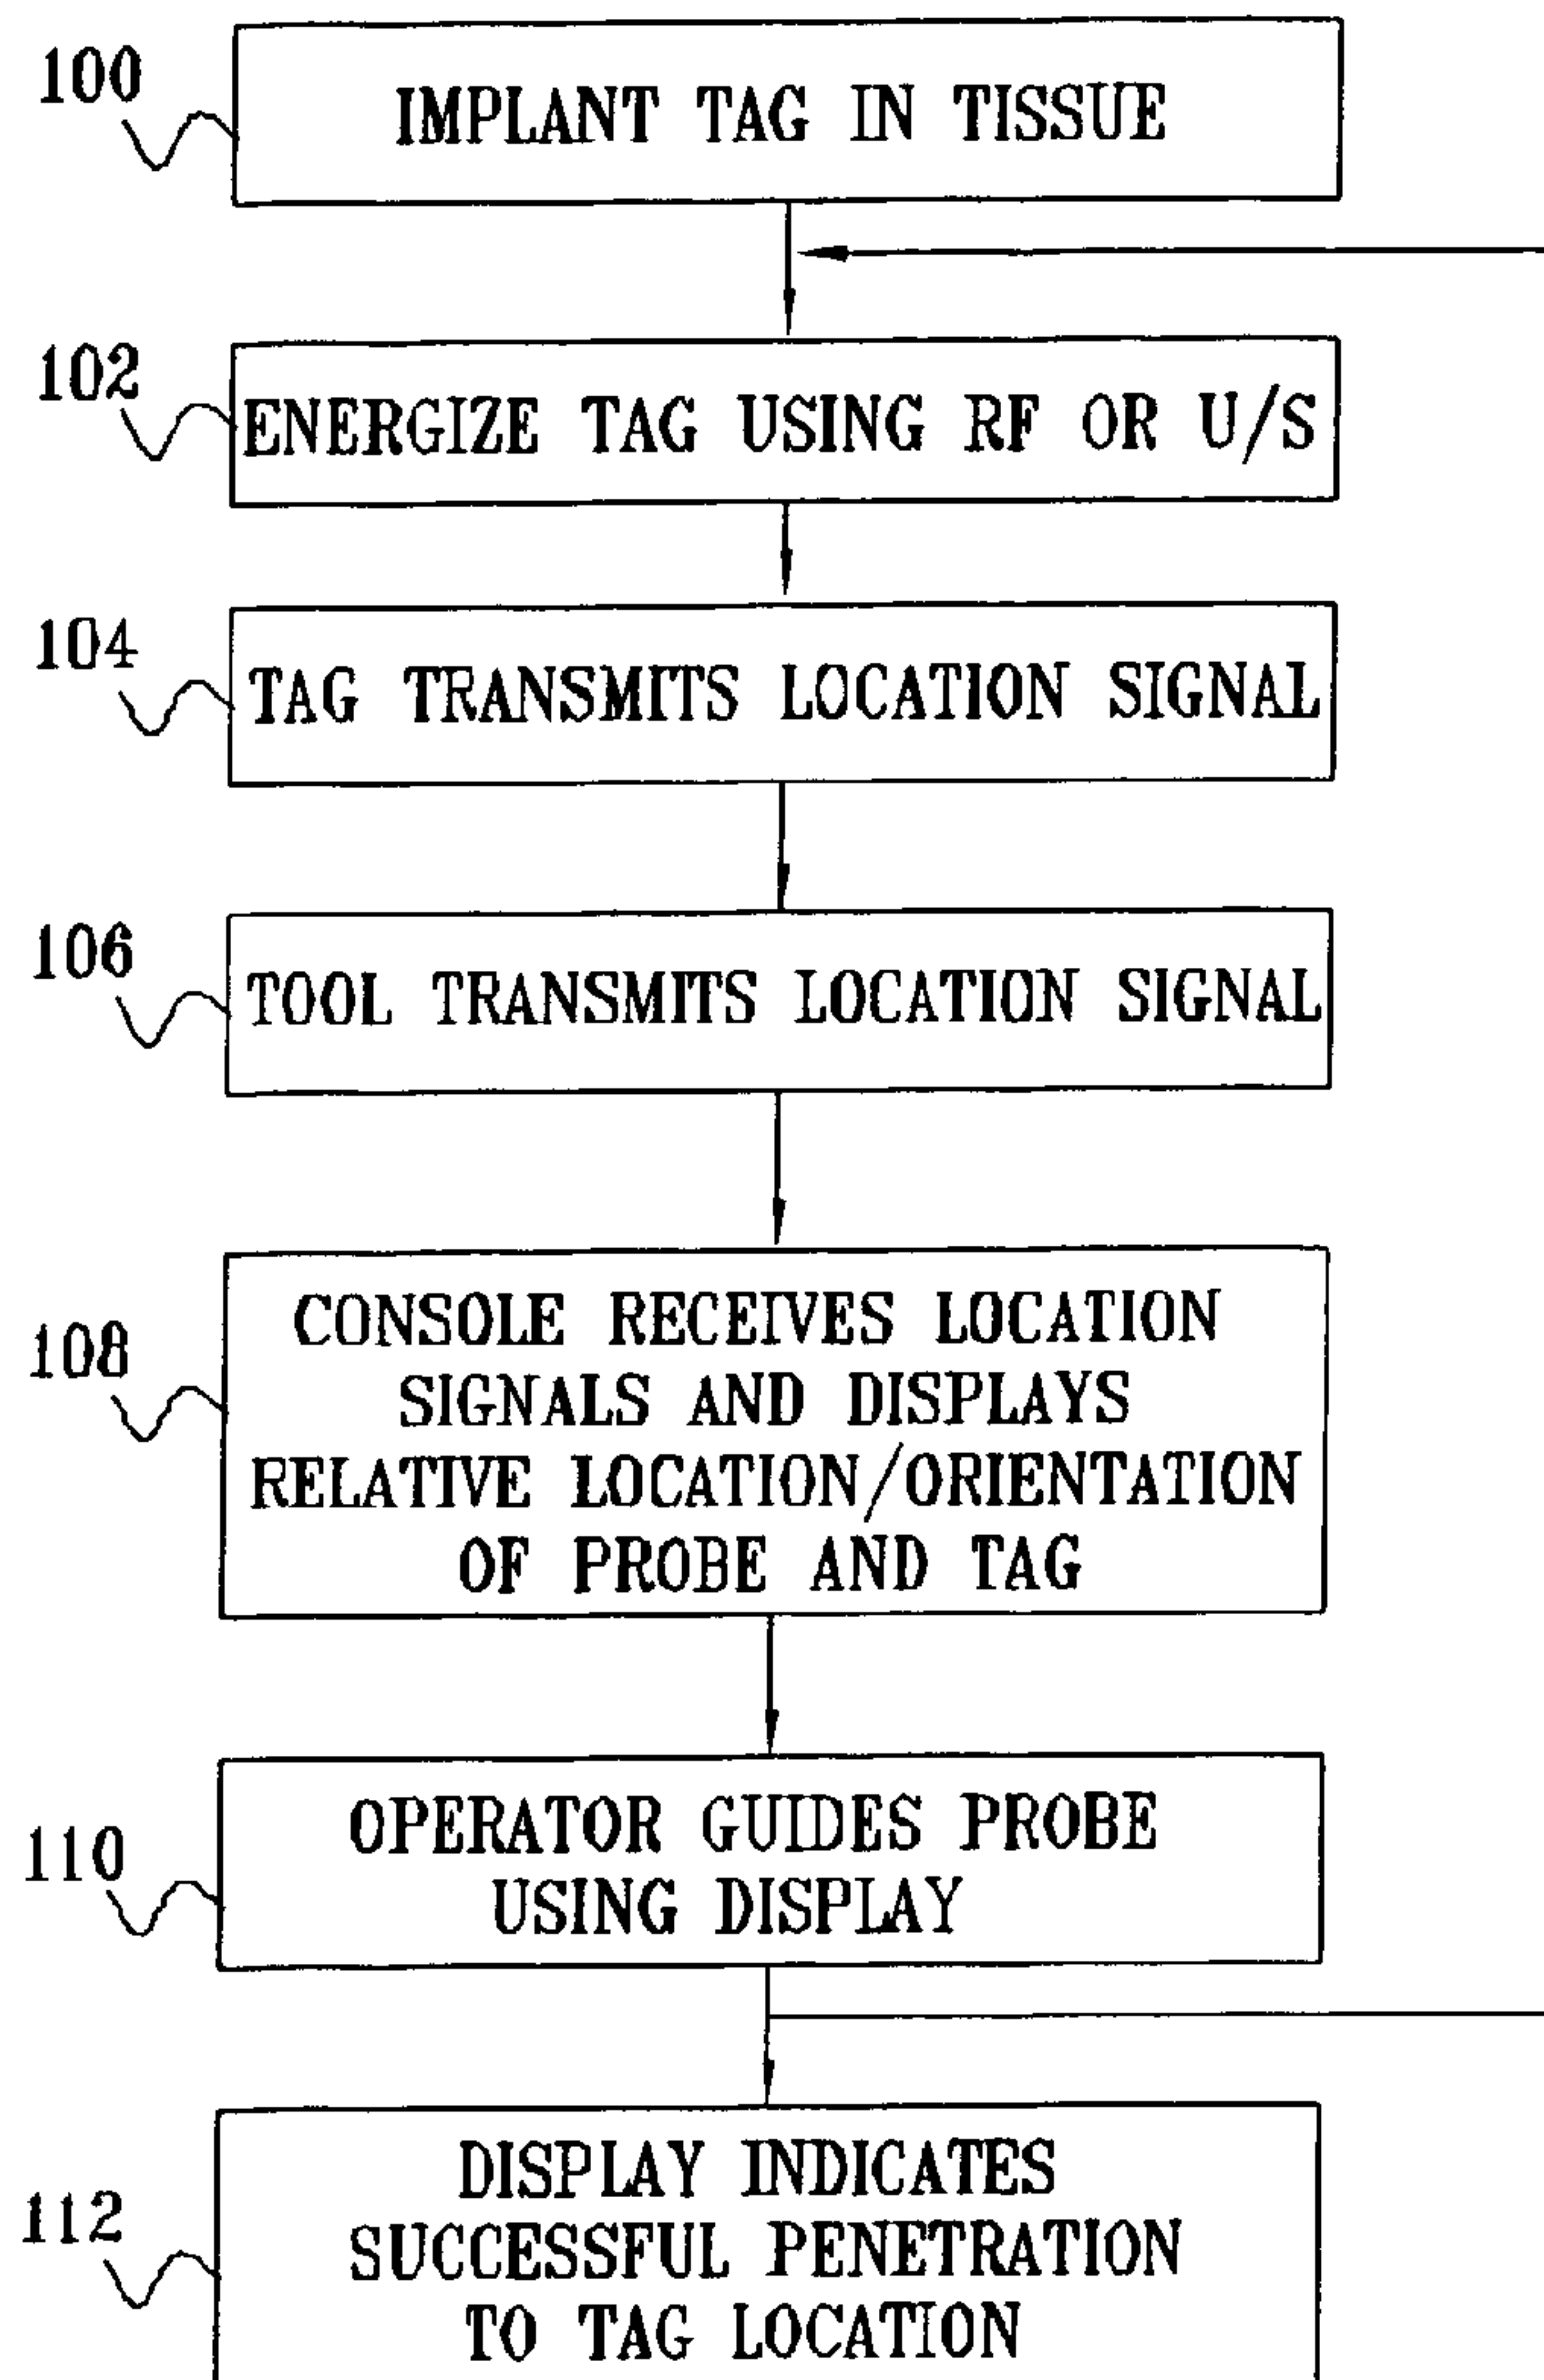 100
IMPLANT TAG IN TISSUE
102
ENERGIZE TAG USING RF OR U/S
104
TAG TRANSMITS LOCATION SIGNAL
106
TOOL TRANSMITS LOCATION SIGNAL
108
CONSOLE RECEIVES LOCATION
SIGNALS AND DISPLAYS
RELATIVE LOCATION/ORIENTATION
OF PROBE AND TAG
110
OPERATOR GUIDES PROBE
USING DISPLAY
112
DISPLAY INDICATES
SUCCESSFUL PENETRATION
TO TAG LOCATION